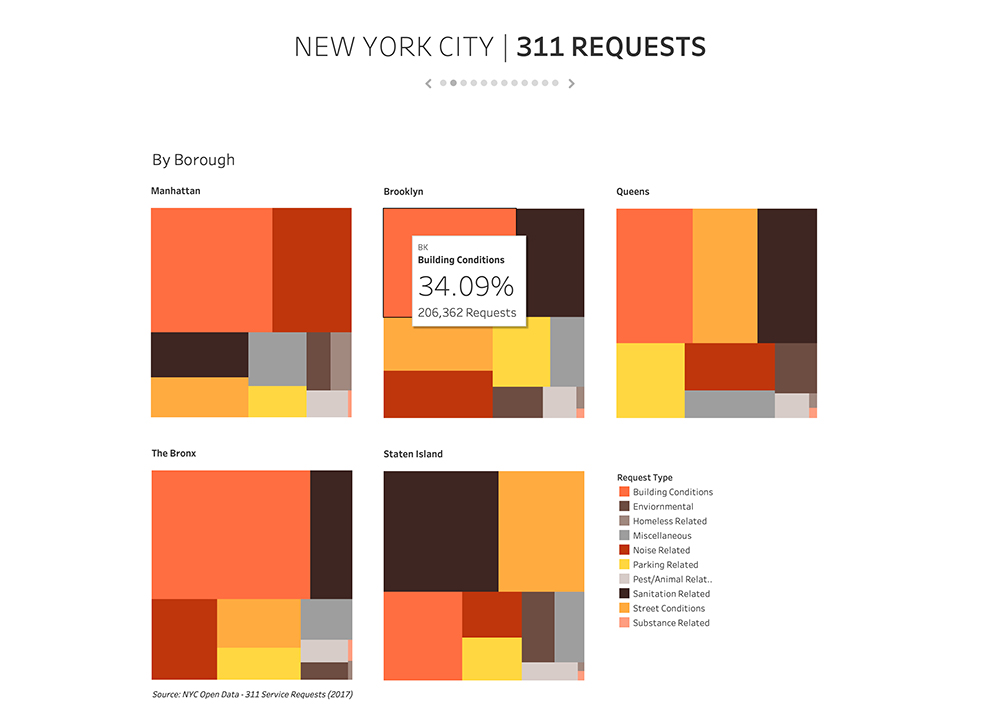 NEW YORK CITY | 311 REQUESTS
By Borough
Manhattan
Brooklyn
Queens
BK
Building Conditions
34.09%
206,362 Requests
The Bronx
Staten Island
Request Type
Building Conditions
Enviornmental
Homeless Related
Miscellaneous
Noise Related
Parking Related
Pest/Animal Relat..
Sanitation Related
Street Conditions
Substance Related
Source: NYC Open Data - 311 Service Requests (2017)